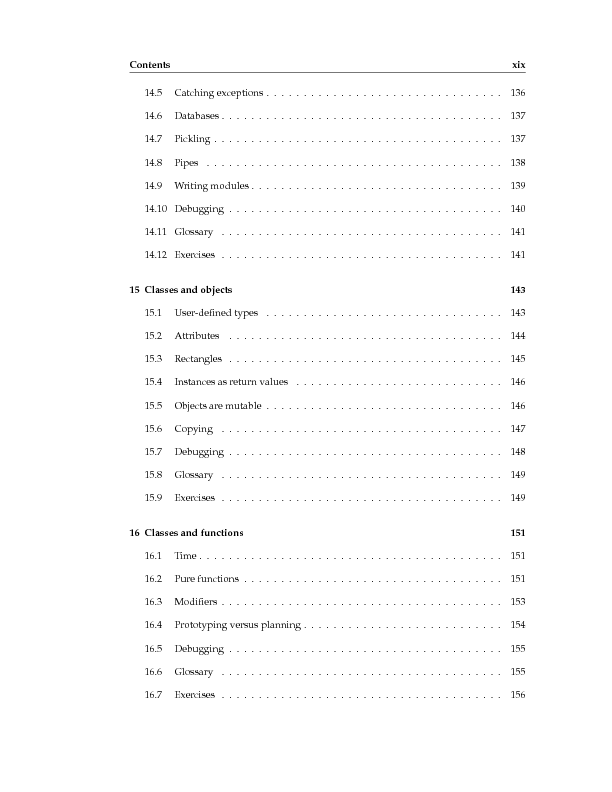 Contents xix
14.5 Catching exceptions . . . . . . . . . . . . . . . . . . . . . . . . . . . . . . . . 136
14.6 Databases . . . . . . . . . . . . . . . . . . . . . . . . . . . . . . . . . . . . . . 137
14.7 Pickling . . . . . . . . . . . . . . . . . . . . . . . . . . . . . . . . . . . . . . . 137
14.8 Pipes . . . . . . . . . . . . . . . . . . . . . . . . . . . . . . . . . . . . . . . . 138
14.9 Writing modules . . . . . . . . . . . . . . . . . . . . . . . . . . . . . . . . . . 139
14.10 Debugging . . . . . . . . . . . . . . . . . . . . . . . . . . . . . . . . . . . . . 140
14.11 Glossary . . . . . . . . . . . . . . . . . . . . . . . . . . . . . . . . . . . . . . 141
14.12 Exercises . . . . . . . . . . . . . . . . . . . . . . . . . . . . . . . . . . . . . . 141
15 Classes and objects 143
15.1 User-defined types . . . . . . . . . . . . . . . . . . . . . . . . . . . . . . . . 143
15.2 Attributes . . . . . . . . . . . . . . . . . . . . . . . . . . . . . . . . . . . . . . 144
15.3 Rectangles . . . . . . . . . . . . . . . . . . . . . . . . . . . . . . . . . . . . . 145
15.4 Instances as return values . . . . . . . . . . . . . . . . . . . . . . . . . . . . 146
15.5 Objects are mutable . . . . . . . . . . . . . . . . . . . . . . . . . . . . . . . . 146
15.6 Copying . . . . . . . . . . . . . . . . . . . . . . . . . . . . . . . . . . . . . . 147
15.7 Debugging . . . . . . . . . . . . . . . . . . . . . . . . . . . . . . . . . . . . . 148
15.8 Glossary . . . . . . . . . . . . . . . . . . . . . . . . . . . . . . . . . . . . . . 149
15.9 Exercises . . . . . . . . . . . . . . . . . . . . . . . . . . . . . . . . . . . . . . 149
16 Classes and functions 151
16.1 Time . . . . . . . . . . . . . . . . . . . . . . . . . . . . . . . . . . . . . . . . . 151
16.2 Pure functions . . . . . . . . . . . . . . . . . . . . . . . . . . . . . . . . . . . 151
16.3 Modifiers . . . . . . . . . . . . . . . . . . . . . . . . . . . . . . . . . . . . . . 153
16.4 Prototyping versus planning . . . . . . . . . . . . . . . . . . . . . . . . . . . 154
16.5 Debugging . . . . . . . . . . . . . . . . . . . . . . . . . . . . . . . . . . . . . 155
16.6 Glossary . . . . . . . . . . . . . . . . . . . . . . . . . . . . . . . . . . . . . . 155
16.7 Exercises . . . . . . . . . . . . . . . . . . . . . . . . . . . . . . . . . . . . . . 156